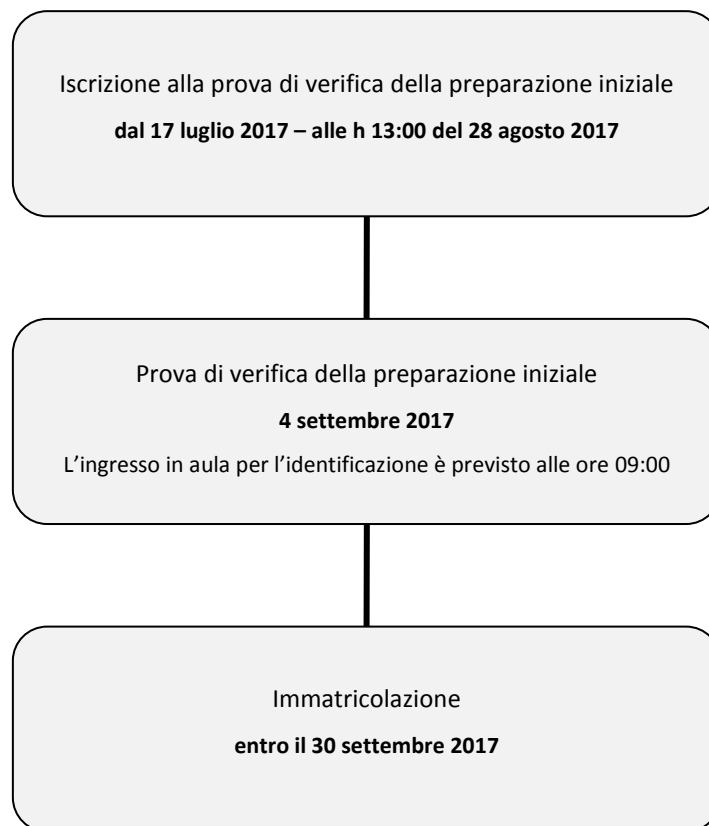 Iscrizione alla prova di verifica della preparazione iniziale
dal 17 luglio 2017 – alle h 13:00 del 28 agosto 2017
Prova di verifica della preparazione iniziale
4 settembre 2017
L’ingresso in aula per l’identificazione è previsto alle ore 09:00
Immatricolazione
entro il 30 settembre 2017